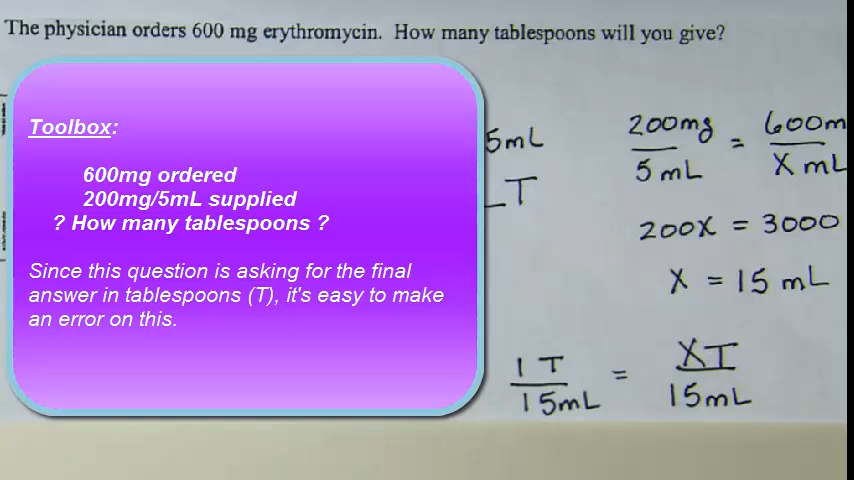 The physician orders 600 mg erythromycin. How many tablespoons will you give?
Toolbox:
600mg ordered
200mg/5mL supplied
? How many tablespoons ?
Since this question is asking for the final
answer in tablespoons (T), it's easy to make
an error on this.
5mL
T
200mg = 600m
5 mL X mL
200X = 3000
X = 15 mL
1 T = XT
15mL 15mL